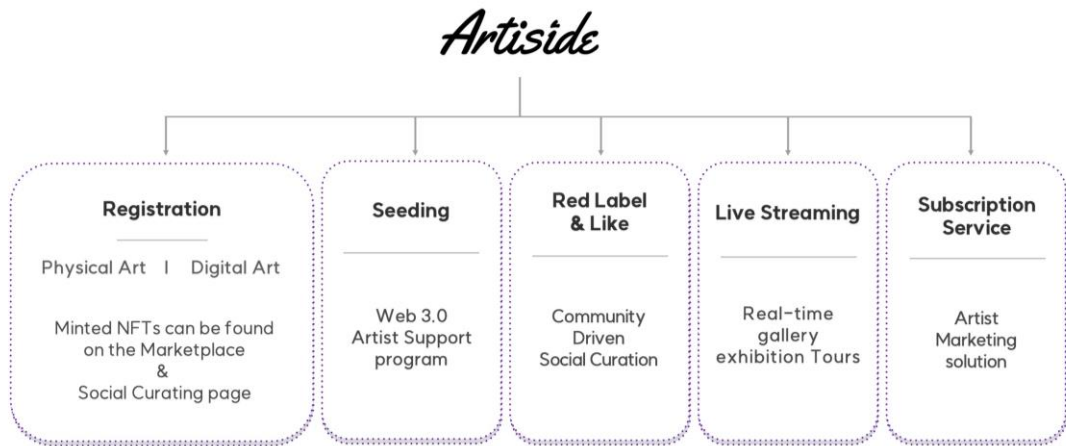 Artiside
Registration
Physical Art | Digital Art
Minted NFTs can be found
on the Marketplace
&
Social Curating page
Seeding
Web 3.0
Artist Support
program
Red Label
& Like
Community
Driven
Social Curation
Live Streaming
Real-time
gallery
exhibition Tours
Subscription
Service
Artist
Marketing
solution